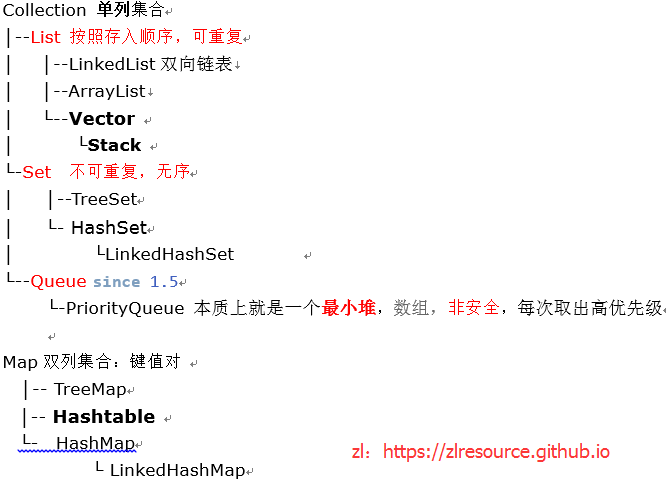 Collection 单列集合
│--List 按照存入顺序，可重复
│ │--LinkedList 双向链表
│ │--ArrayList
│ └--Vector
│ └Stack
└-Set 不可重复，无序
│ │--TreeSet
│ └- HashSet
│ └LinkedHashSet
└---Queue since 1.5
└-PriorityQueue 本质上就是一个最小堆，数组，非安全，每次取出高优先级
Map 双列集合：键值对
│-- TreeMap
│-- Hashtable
└- HashMap
└ LinkedHashMap
zl：https://zlresource.github.io